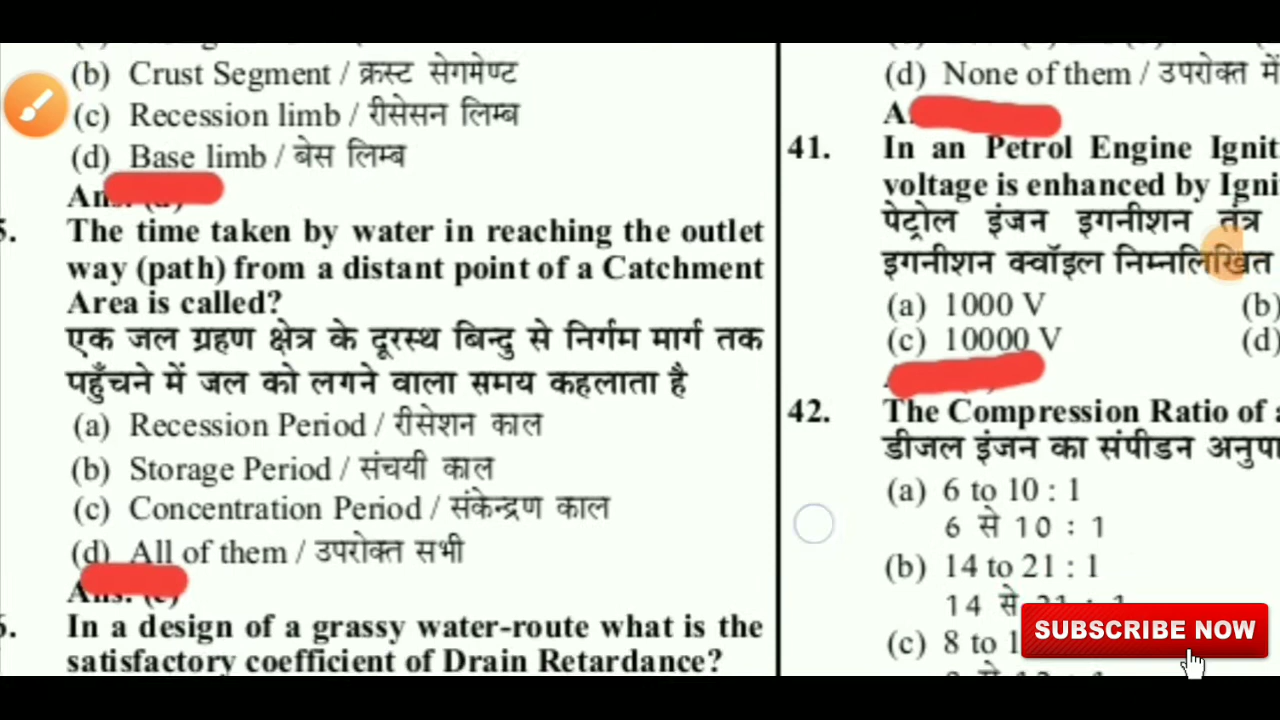 (b) Crust Segment / क्रस्ट सेगमेण्ट
(c) Recession limb / रीसेसन लिम्ब
(d) Base limb / बेस लिम्ब
The time taken by water in reaching the outlet
way (path) from a distant point of a Catchment
Area is called?
एक जल ग्रहण क्षेत्र के दूरस्थ बिन्दु से निर्गम मार्ग तक
पहुँचने में जल को लगने वाला समय कहलाता है
(a) Recession Period / रीसेशन काल
(b) Storage Period / संचयी काल
(c) Concentration Period / संकेन्द्रण काल
(d) All of them / उपरोक्त सभी
Ans. (c)
In a design of a grassy water-route what is the
satisfactory coefficient of Drain Retardance?
(d) None of them / उपरोक्त में
41. In an Petrol Engine Ignit
voltage is enhanced by Igni
पेट्रोल इंजन इगनीशन तंत्र
इगनीशन क्वॉइल निम्नलिखित
(a) 1000 V (b)
(c) 10000 V (d)
42. The Compression Ratio of a
डीजल इंजन का संपीडन अनुपा
(a) 6 to 10 : 1
6 से 10 : 1
(b) 14 to 21 : 1
14 से 21 : 1
(c) 8 to 1
SUBSCRIBE NOW